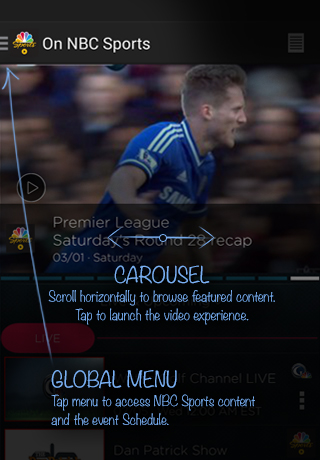 On NBC Sports
Premier League
Saturday's Round 28 recap
03/01 · Saturday
CAROUSEL
Scroll horizontally to browse featured content.
Tap to launch the video experience.
LIVE
Channel LIVE
GLOBAL MENU
AM EST
Tap menu to access NBC Sports content
and the event Schedule.
Dan Patrick Show